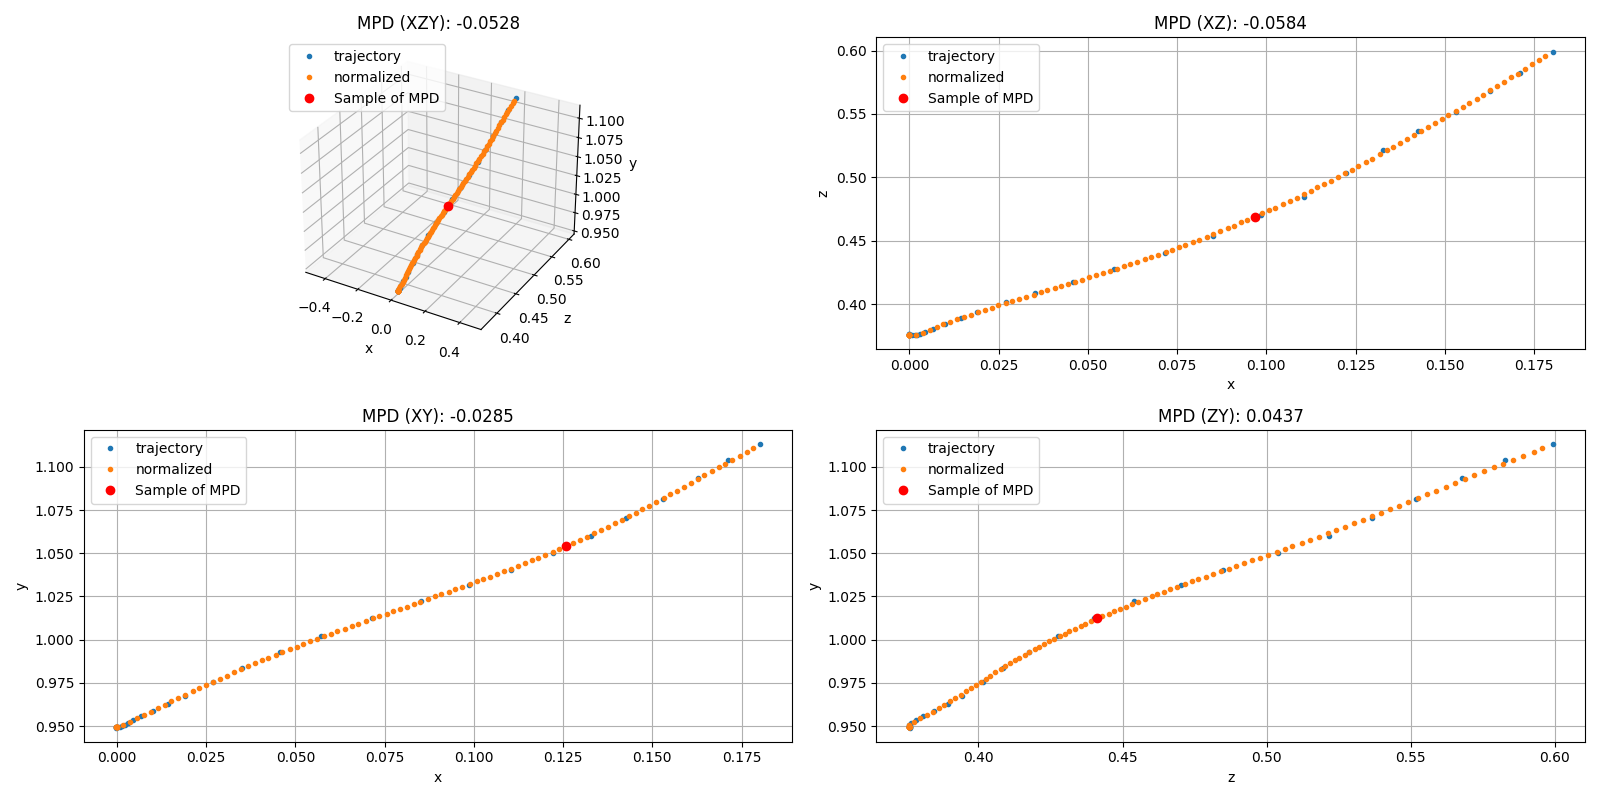 MPD (XZY): -0.0528
trajectory
normalized
Sample of MPD
1.100
1.075
1.050
1.025
1.000
0.975
0.950
y
0.60
0.55
0.50
0.45
0.40
z
−0.4
−0.2
0.0
0.2
0.4
x
MPD (XZ): -0.0584
trajectory
normalized
Sample of MPD
0.60
0.55
0.50
0.45
0.40
z
0.000 0.025 0.050 0.075 0.100 0.125 0.150 0.175
x
MPD (XY): -0.0285
trajectory
normalized
Sample of MPD
1.100
1.075
1.050
1.025
1.000
0.975
0.950
y
0.000 0.025 0.050 0.075 0.100 0.125 0.150 0.175
x
MPD (ZY): 0.0437
trajectory
normalized
Sample of MPD
1.100
1.075
1.050
1.025
1.000
0.975
0.950
y
0.40 0.45 0.50 0.55 0.60
z